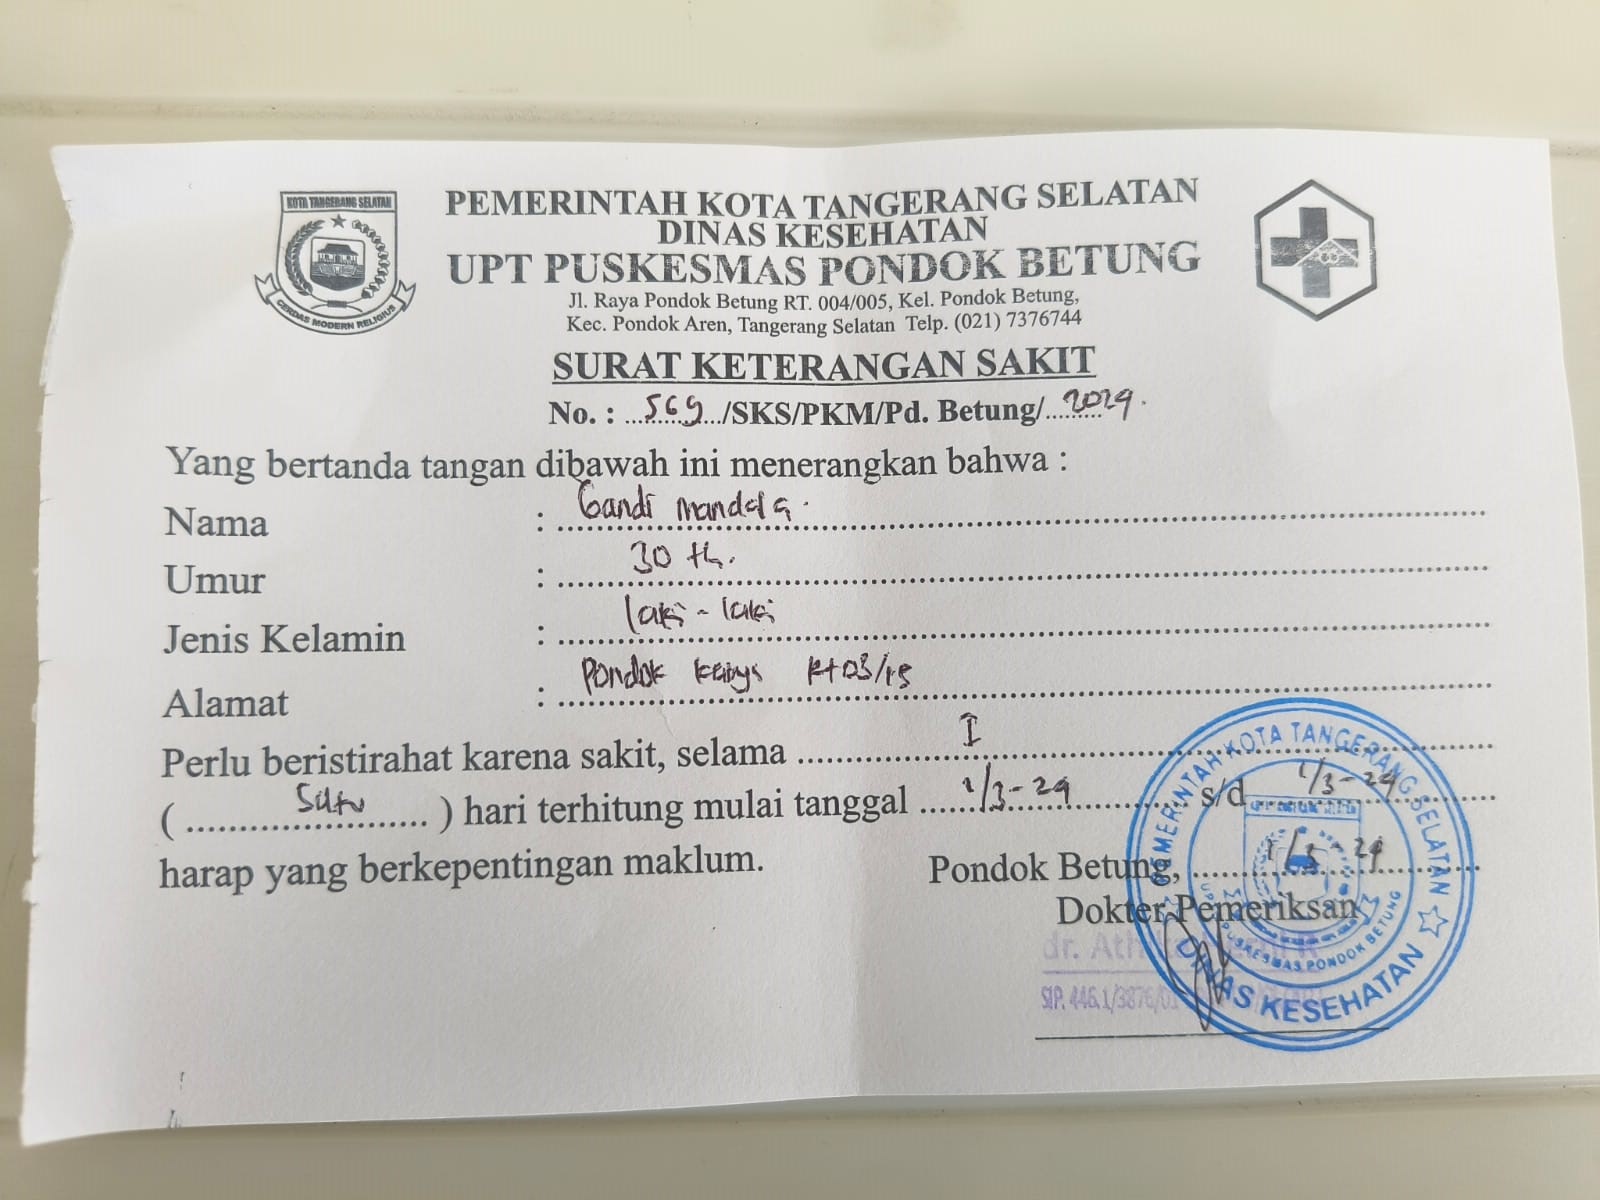 KOTA TANGERANG SELATAN
CERDAS MODERN RELIGIUS
PEMERINTAH KOTA TANGERANG SELATAN
DINAS KESEHATAN
UPT PUSKESMAS PONDOK BETUNG
Jl. Raya Pondok Betung RT. 004/005, Kel. Pondok Betung,
Kec. Pondok Aren, Tangerang Selatan Telp. (021) 7376744
SURAT KETERANGAN SAKIT
No. : 569/SKS/PKM/Pd. Betung/2024.
Yang bertanda tangan dibawah ini menerangkan bahwa :
Nama : Gandi Mandala
Umur : 30 th.
Jenis Kelamin : laki-laki
Alamat : Pondok Karya Rt 03/15
Perlu beristirahat karena sakit, selama I
( Satu ) hari terhitung mulai tanggal 1/3-24 s/d 1/3-24
harap yang berkepentingan maklum.
Pondok Betung, 1/3-24
Dokter Pemeriksan
dr.
SIP. 446.1/3876/
PEMERINTAH KOTA TANGERANG SELATAN
UPT PUSKESMAS PONDOK BETUNG
DINAS KESEHATAN